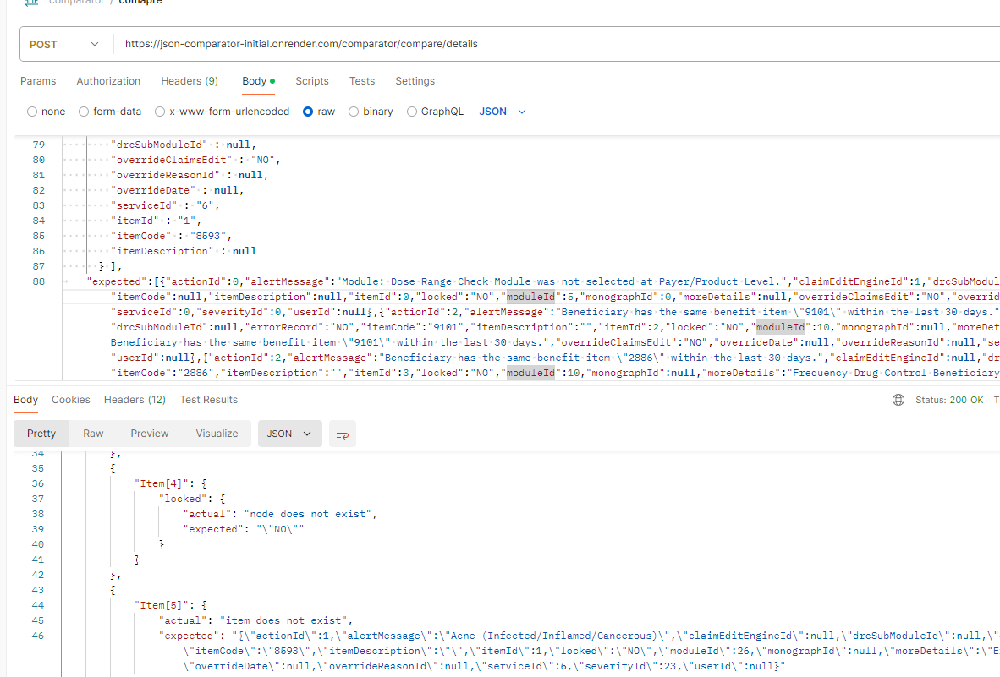 comparator / comapre
POST https://json-comparator-initial.onrender.com/comparator/compare/details
Params Authorization Headers (9) Body Scripts Tests Settings
none form-data x-www-form-urlencoded raw binary GraphQL JSON
79 "drcSubModuleId" : null,
80 "overrideClaimsEdit" : "NO",
81 "overrideReasonId" : null,
82 "overrideDate" : null,
83 "serviceId" : "6",
84 "itemId" : "1",
85 "itemCode" : "8593",
86 "itemDescription" : null
87 } ],
88 "expected":[{"actionId":0,"alertMessage":"Module: Dose Range Check Module was not selected at Payer/Product Level.","claimEditEngineId":1,"drcSubModul
"itemCode":null,"itemDescription":null,"itemId":0,"locked":"NO","moduleId":5,"monographId":0,"moreDetails":null,"overrideClaimsEdit":"NO","overrid
"serviceId":0,"severityId":0,"userId":null},{"actionId":2,"alertMessage":"Beneficiary has the same benefit item \"9101\" within the last 30 days."
"drcSubModuleId":null,"errorRecord":"NO","itemCode":"9101","itemDescription":"","itemId":2,"locked":"NO","moduleId":10,"monographId":null,"moreDet
Beneficiary has the same benefit item \"9101\" within the last 30 days.","overrideClaimsEdit":"NO","overrideDate":null,"overrideReasonId":null,"se
"userId":null},{"actionId":2,"alertMessage":"Beneficiary has the same benefit item \"2886\" within the last 30 days.","claimEditEngineId":null,"dr
"itemCode":"2886","itemDescription":"","itemId":3,"locked":"NO","moduleId":10,"monographId":null,"moreDetails":"Frequency Drug Control Beneficiary
Body Cookies Headers (12) Test Results Status: 200 OK T
Pretty Raw Preview Visualize JSON
34 },
35 {
36 "Item[4]": {
37 "locked": {
38 "actual": "node does not exist",
39 "expected": "\"NO\""
40 }
41 }
42 },
43 {
44 "Item[5]": {
45 "actual": "item does not exist",
46 "expected": "{\"actionId\":1,\"alertMessage\":\"Acne (Infected/Inflamed/Cancerous)\",\"claimEditEngineId\":null,\"drcSubModuleId\":null,\"
\"itemCode\":\"8593\",\"itemDescription\":\"\",\"itemId\":1,\"locked\":\"NO\",\"moduleId\":26,\"monographId\":null,\"moreDetails\":\"E
\"overrideDate\":null,\"overrideReasonId\":null,\"serviceId\":6,\"severityId\":23,\"userId\":null}"